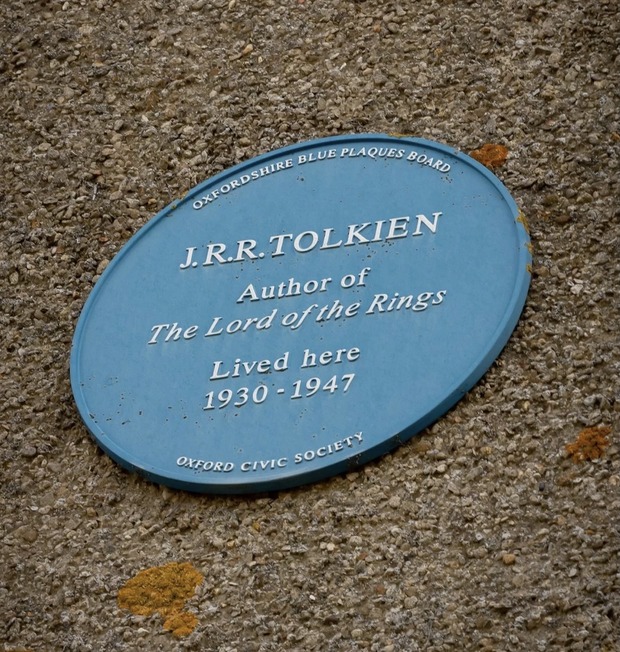 OXFORDSHIRE BLUE PLAQUES BOARD
J.R.R. TOLKIEN
Author of
The Lord of the Rings
Lived here
1930 - 1947
OXFORD CIVIC SOCIETY